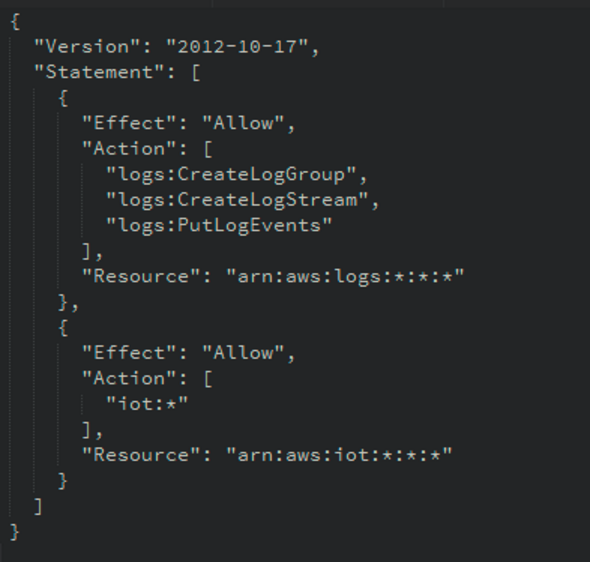 {
  "Version": "2012-10-17",
  "Statement": [
    {
      "Effect": "Allow",
      "Action": [
        "logs:CreateLogGroup",
        "logs:CreateLogStream",
        "logs:PutLogEvents"
      ],
      "Resource": "arn:aws:logs:*:*:*"
    },
    {
      "Effect": "Allow",
      "Action": [
        "iot:*"
      ],
      "Resource": "arn:aws:iot:*:*:*"
    }
  ]
}